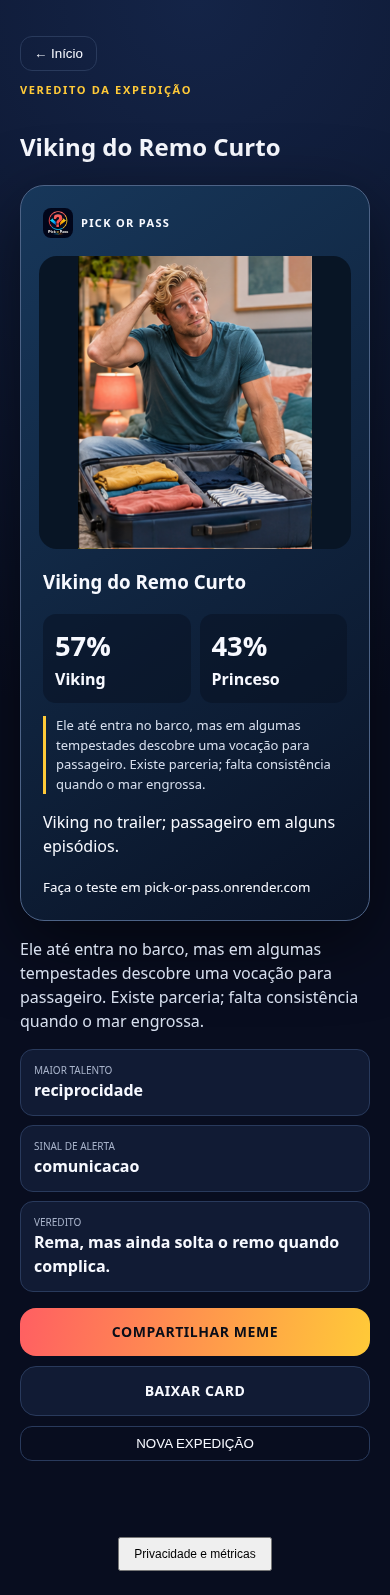 ← Início
VEREDITO DA EXPEDIÇÃO
Viking do Remo Curto
Pick or Pass
PICK OR PASS
Viking do Remo Curto
57%
Viking
43%
Princeso
Ele até entra no barco, mas em algumas
tempestades descobre uma vocação para
passageiro. Existe parceria; falta consistência
quando o mar engrossa.
Viking no trailer; passageiro em alguns
episódios.
Faça o teste em pick-or-pass.onrender.com
Ele até entra no barco, mas em algumas
tempestades descobre uma vocação para
passageiro. Existe parceria; falta consistência
quando o mar engrossa.
MAIOR TALENTO
reciprocidade
SINAL DE ALERTA
comunicacao
VEREDITO
Rema, mas ainda solta o remo quando
complica.
COMPARTILHAR MEME
BAIXAR CARD
NOVA EXPEDIÇÃO
Privacidade e métricas